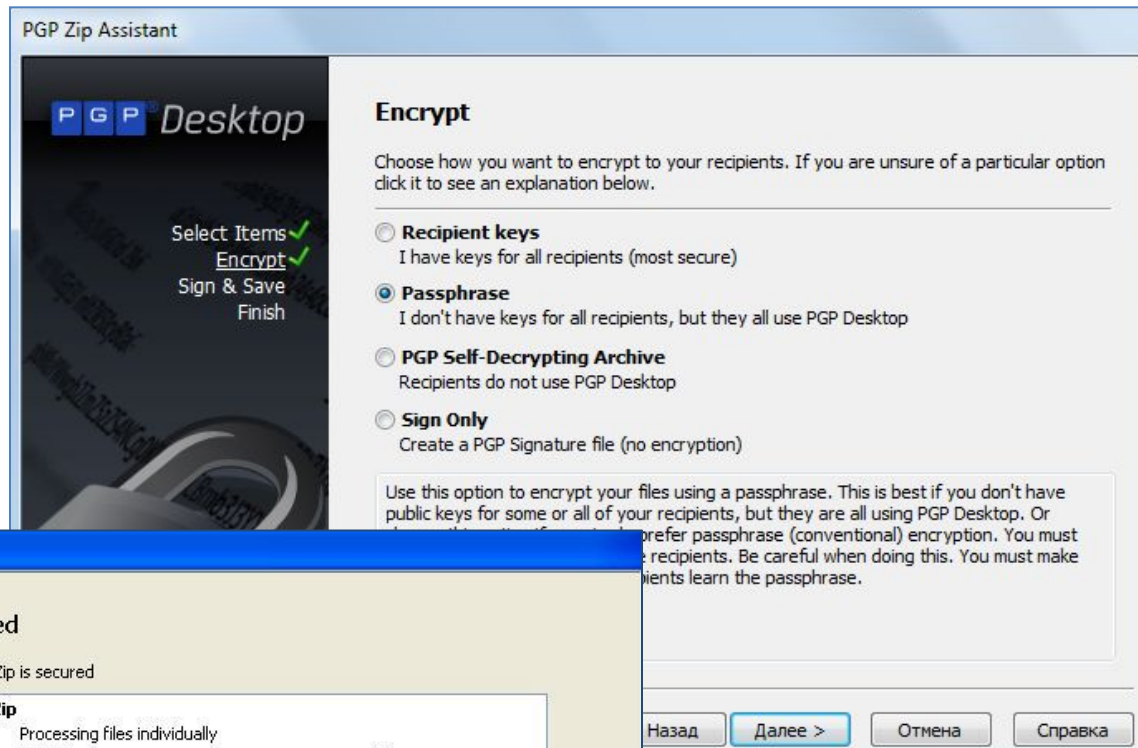 PGP Zip Assistant
PGP® Desktop
Select Items
Encrypt
Sign & Save
Finish
Encrypt
Choose how you want to encrypt to your recipients. If you are unsure of a particular option
click it to see an explanation below.
Recipient keys
I have keys for all recipients (most secure)
Passphrase
I don't have keys for all recipients, but they all use PGP Desktop
PGP Self-Decrypting Archive
Recipients do not use PGP Desktop
Sign Only
Create a PGP Signature file (no encryption)
Use this option to encrypt your files using a passphrase. This is best if you don't have
public keys for some or all of your recipients, but they are all using PGP Desktop. Or
prefer passphrase (conventional) encryption. You must
recipients. Be careful when doing this. You must make
learn the passphrase.
is secured
Processing files individually
Назад
Далее >
Отмена
Справка